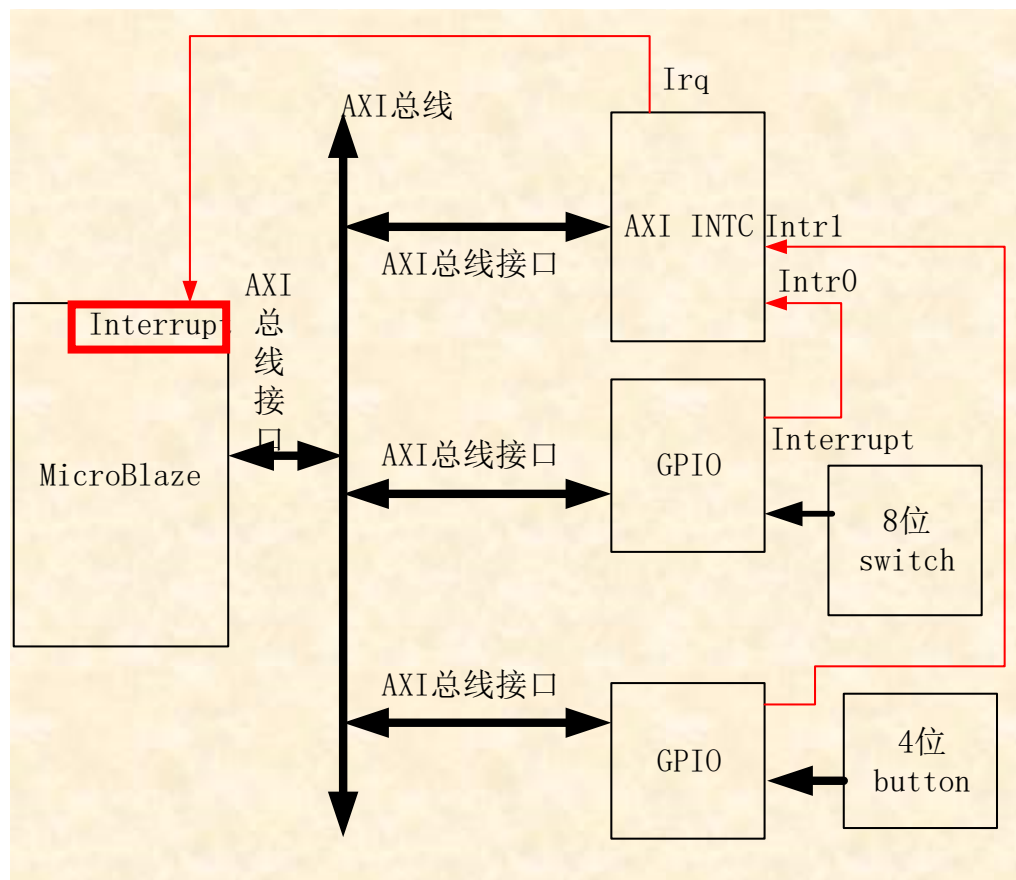 Irq
AXI总线
AXI INTC
Intr1
AXI总线接口
Intr0
AXI
总
线
接
口
Interrupt
AXI总线接口
GPIO
Interrupt
MicroBlaze
8位
switch
AXI总线接口
GPIO
4位
button